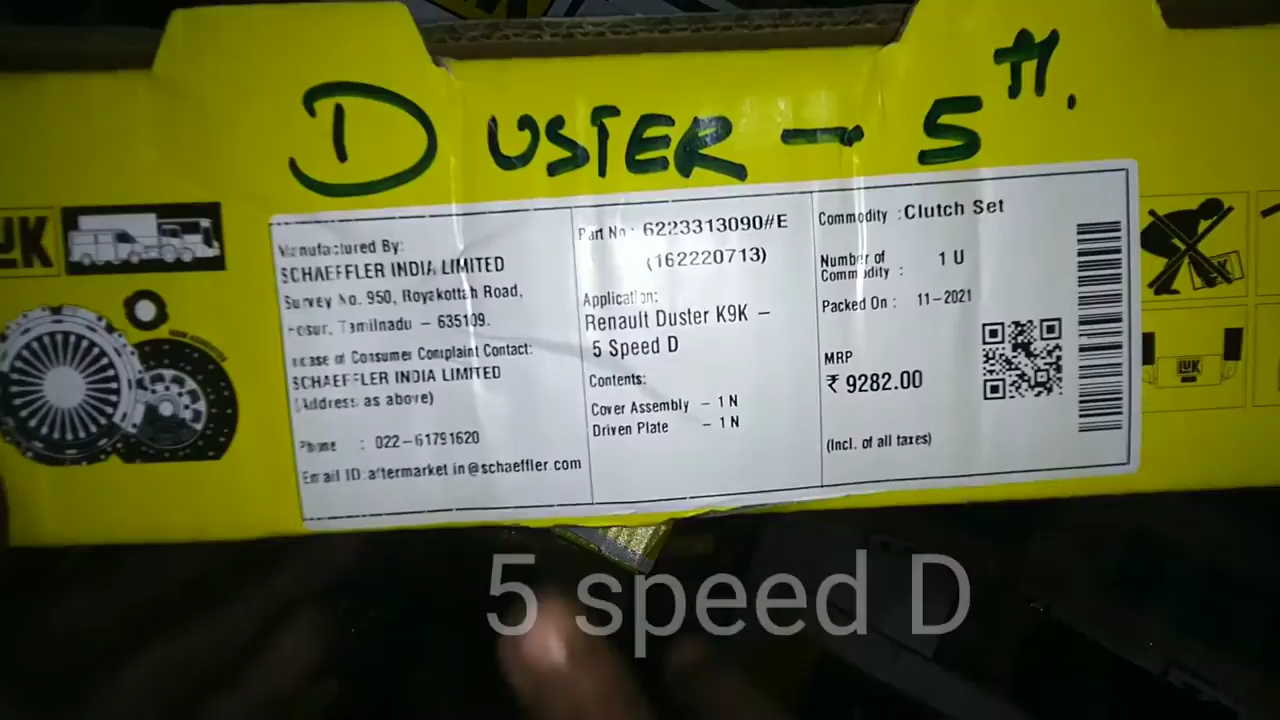 DUSTER - 5TH.
LUK
Manufactured By:
SCHAEFFLER INDIA LIMITED
Survey No. 950, Royakottah Road,
Hosur, Tamilnadu - 635109.
In case of Consumer Complaint Contact:
SCHAEFFLER INDIA LIMITED
(Address as above)
Phone : 022-61791620
Email ID:aftermarket.in@schaeffler.com
Part No : 6223313090#E
(162220713)
Application:
Renault Duster K9K -
5 Speed D
Contents:
Cover Assembly - 1 N
Driven Plate - 1 N
Commodity :Clutch Set
Number of
Commodity : 1 U
Packed On : 11-2021
MRP
₹ 9282.00
(Incl. of all taxes)
LUK
5 speed D